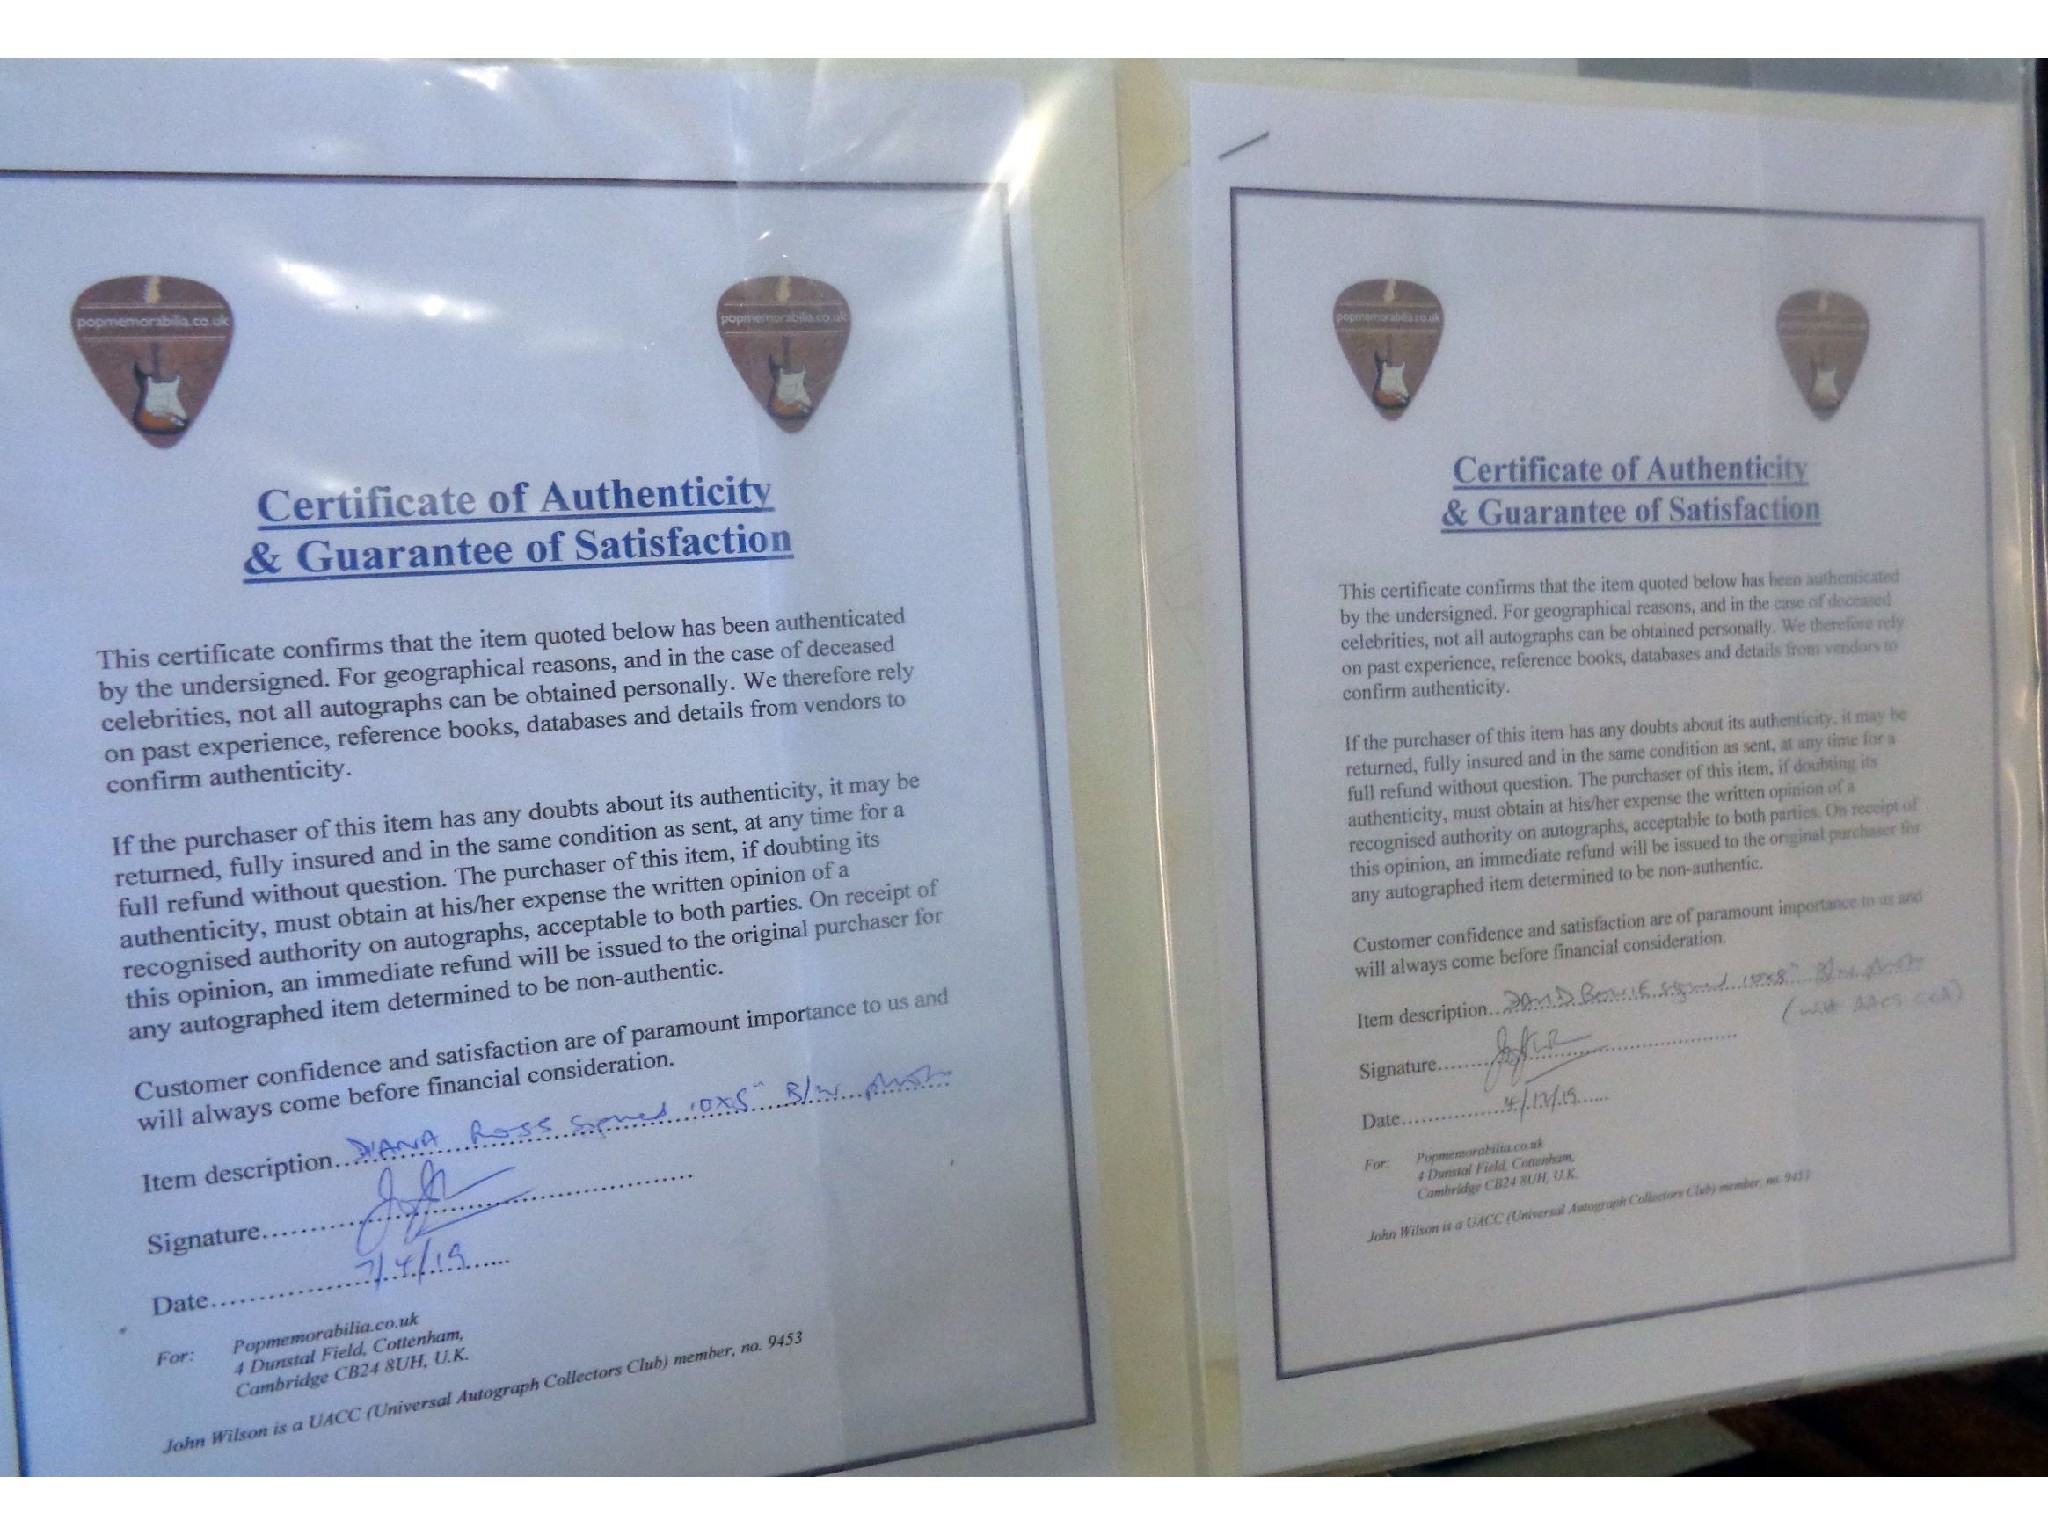 popmemorabilia.co.uk
popmemorabilia.co.uk
Certificate of Authenticity
& Guarantee of Satisfaction
This certificate confirms that the item quoted below has been authenticated
by the undersigned. For geographical reasons, and in the case of deceased
celebrities, not all autographs can be obtained personally. We therefore rely
on past experience, reference books, databases and details from vendors to
confirm authenticity.
If the purchaser of this item has any doubts about its authenticity, it may be
returned, fully insured and in the same condition as sent, at any time for a
full refund without question. The purchaser of this item, if doubting its
authenticity, must obtain at his/her expense the written opinion of a
recognised authority on autographs, acceptable to both parties. On receipt of
this opinion, an immediate refund will be issued to the original purchaser for
any autographed item determined to be non-authentic.
Customer confidence and satisfaction are of paramount importance to us and
will always come before financial consideration.
Item description... DIANA ROSS signed 10x8" B/W photo
Signature...
Date... 7/4/19
For: Popmemorabilia.co.uk
4 Dunstal Field, Cottenham,
Cambridge CB24 8UH, U.K.
John Wilson is a UACC (Universal Autograph Collectors Club) member, no. 9453
popmemorabilia.co.uk
popmemorabilia.co.uk
Certificate of Authenticity
& Guarantee of Satisfaction
This certificate confirms that the item quoted below has been authenticated
by the undersigned. For geographical reasons, and in the case of deceased
celebrities, not all autographs can be obtained personally. We therefore rely
on past experience, reference books, databases and details from vendors to
confirm authenticity.
If the purchaser of this item has any doubts about its authenticity, it may be
returned, fully insured and in the same condition as sent, at any time for a
full refund without question. The purchaser of this item, if doubting its
authenticity, must obtain at his/her expense the written opinion of a
recognised authority on autographs, acceptable to both parties. On receipt of
this opinion, an immediate refund will be issued to the original purchaser for
any autographed item determined to be non-authentic.
Customer confidence and satisfaction are of paramount importance to us and
will always come before financial consideration.
Item description... DAVID BOWIE signed 10x8" B/W photo
(with AACS COA)
Signature...
Date... 4/12/19
For: Popmemorabilia.co.uk
4 Dunstal Field, Cottenham,
Cambridge CB24 8UH, U.K.
John Wilson is a UACC (Universal Autograph Collectors Club) member, no. 9453